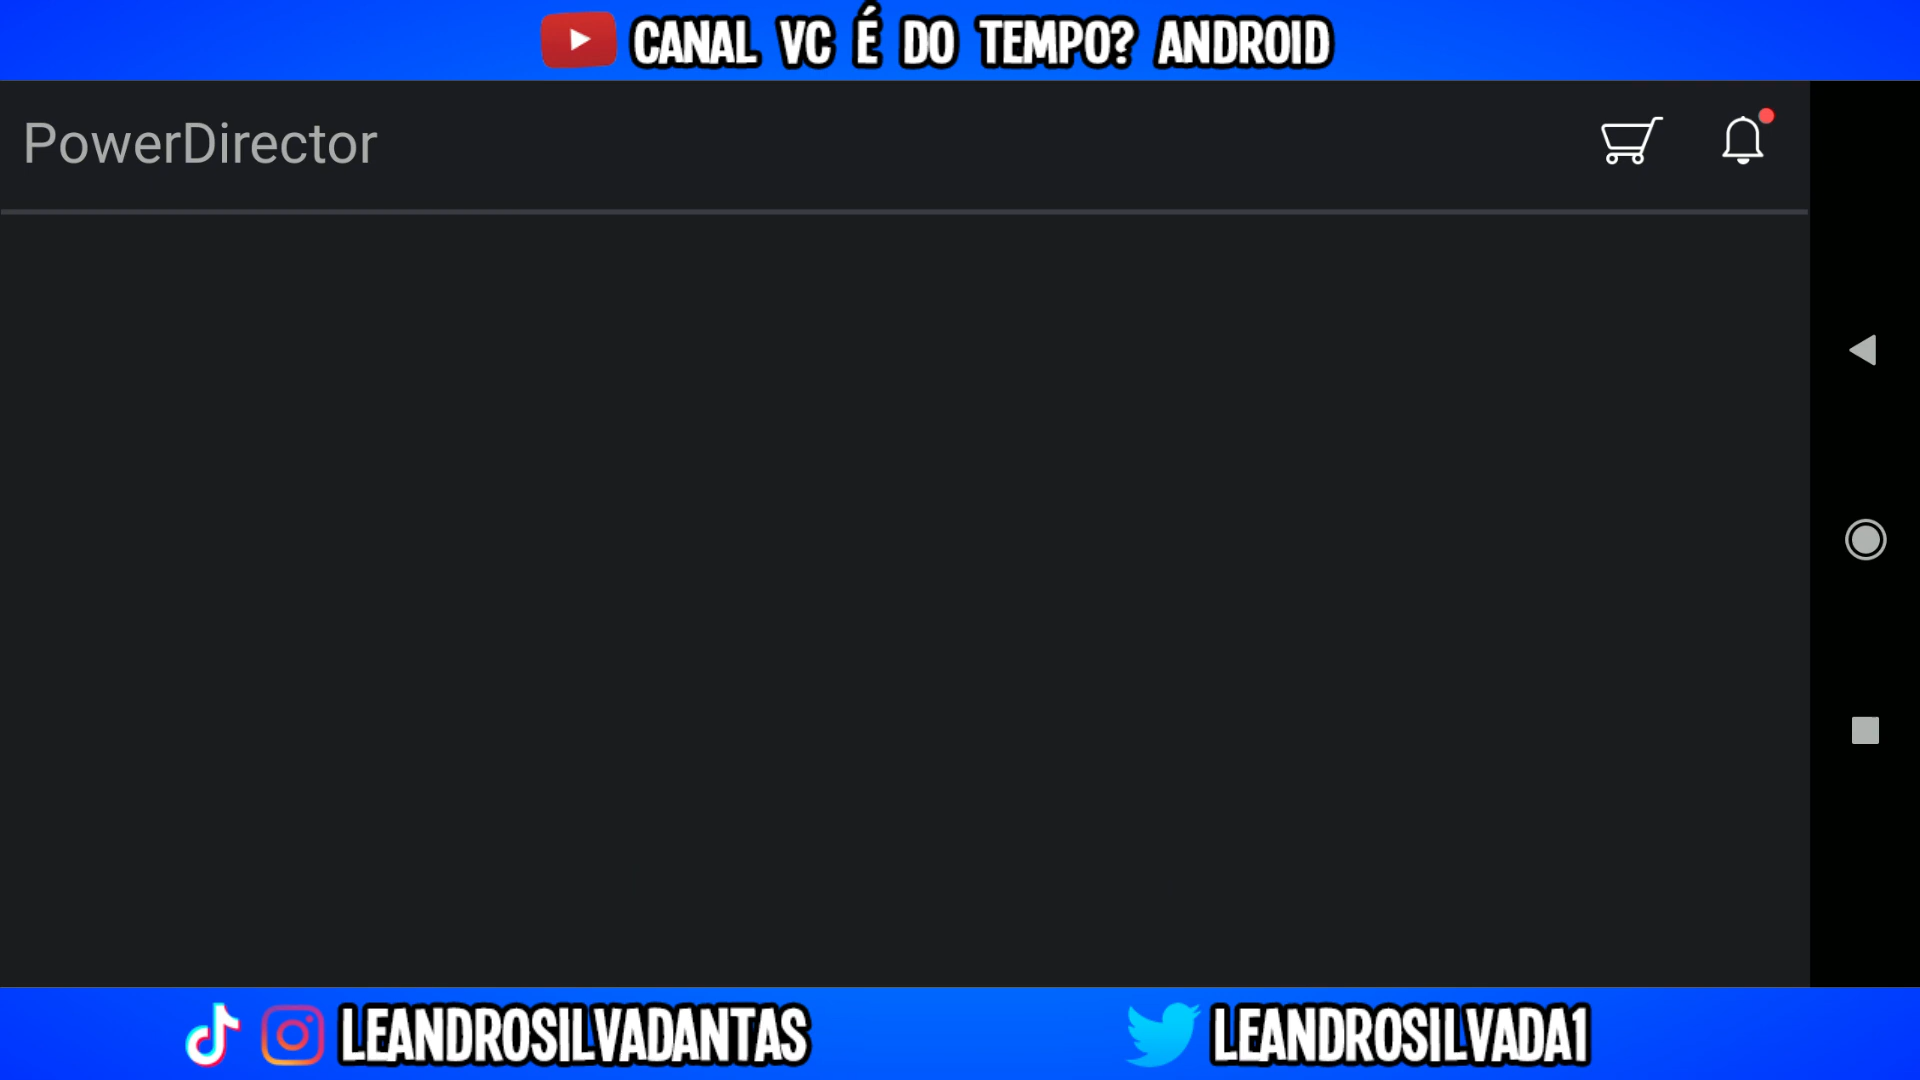 CANAL VC É DO TEMPO? ANDROID
PowerDirector
LEANDROSILVADANTAS
LEANDROSILVADA1